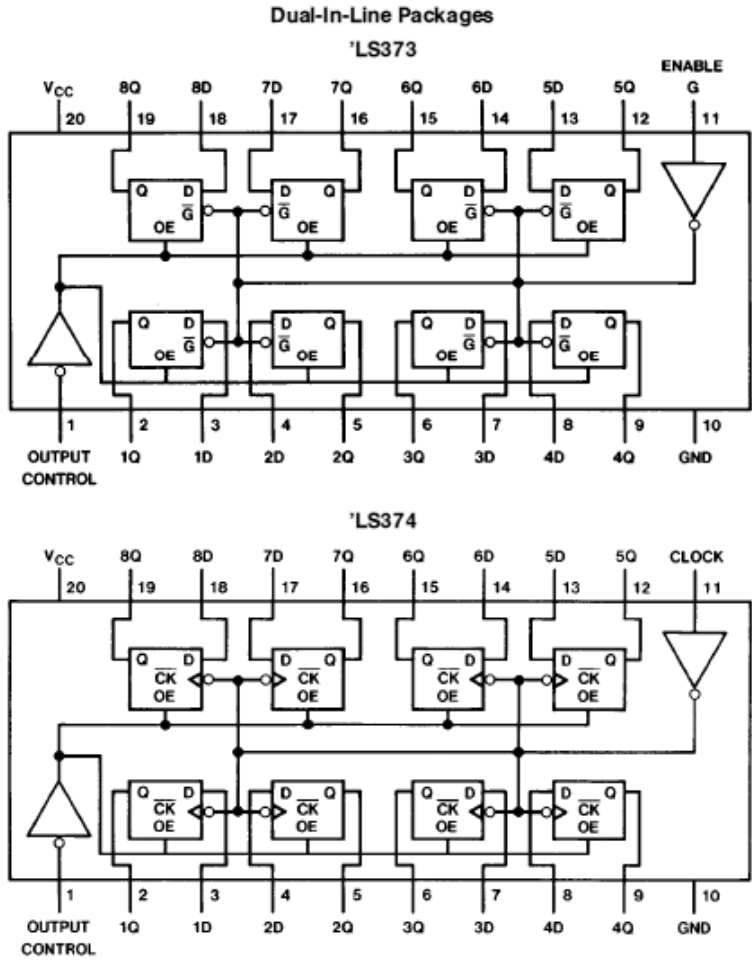 Dual-In-Line Packages
'LS373
ENABLE
VCC 8Q 8D 7D 7Q 6Q 6D 5D 5Q G
20 19 18 17 16 15 14 13 12 11
Q D D Q Q D D Q
G G G G
OE OE OE OE
Q D D Q Q D D Q
G G G G
OE OE OE OE
1 2 3 4 5 6 7 8 9 10
OUTPUT 1Q 1D 2D 2Q 3Q 3D 4D 4Q GND
CONTROL
'LS374
VCC 8Q 8D 7D 7Q 6Q 6D 5D 5Q CLOCK
20 19 18 17 16 15 14 13 12 11
Q D D Q Q D D Q
CK CK CK CK
OE OE OE OE
Q D D Q Q D D Q
CK CK CK CK
OE OE OE OE
1 2 3 4 5 6 7 8 9 10
OUTPUT 1Q 1D 2D 2Q 3Q 3D 4D 4Q GND
CONTROL